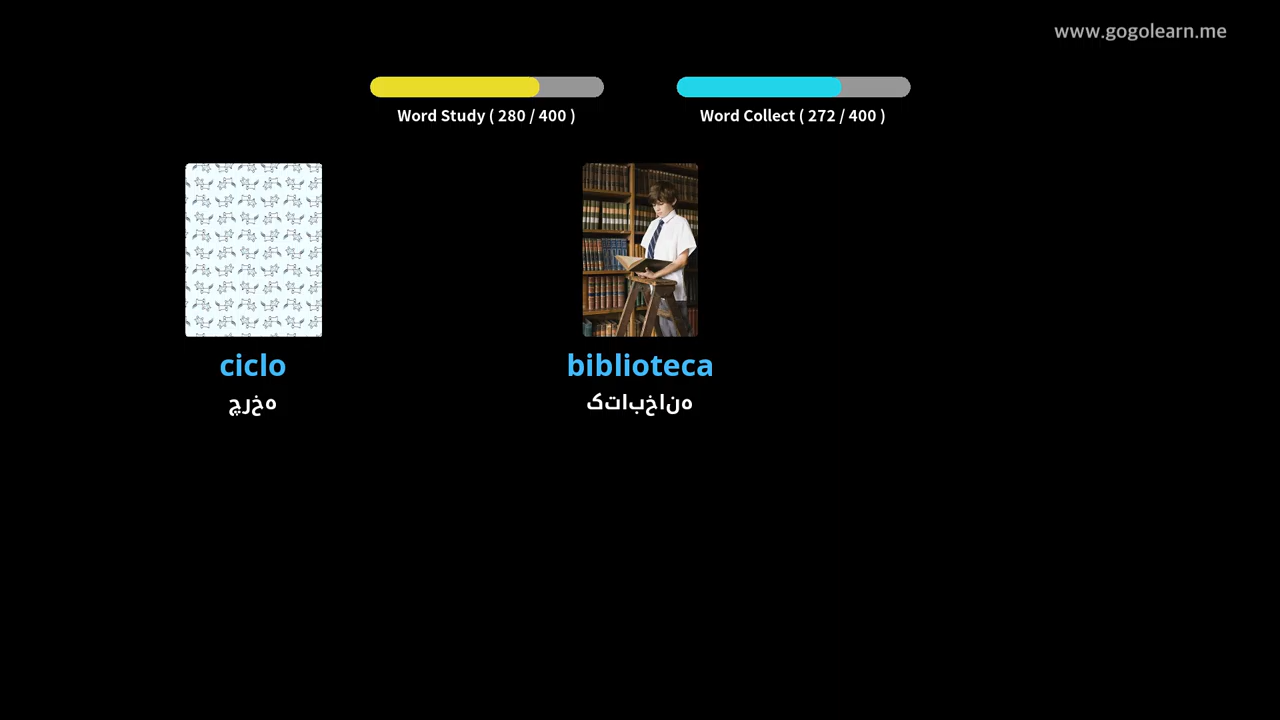 www.gogolearn.me
Word Study ( 280 / 400 )
Word Collect ( 272 / 400 )
ciclo
چرخه
biblioteca
کتابخانه